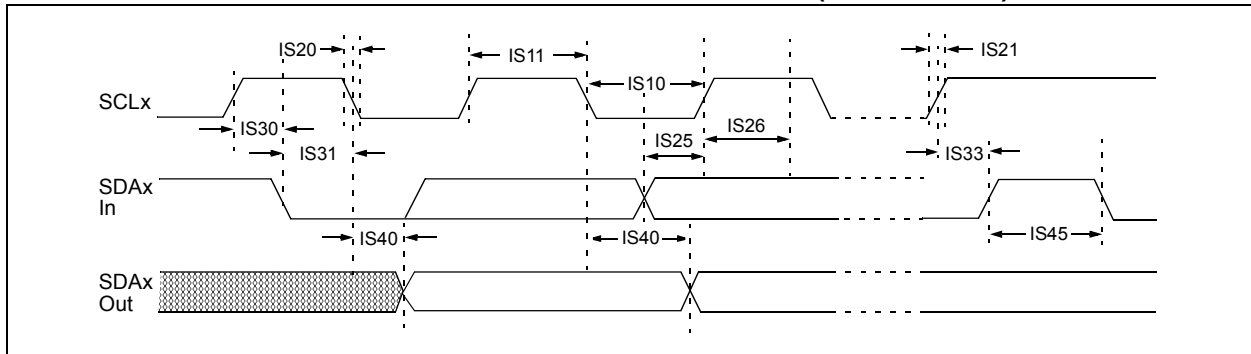 IS20
IS11
IS21
IS10
SCLx
IS30
IS26
IS25
IS31
IS33
SDAx
In
IS40
IS40
IS45
SDAx
Out